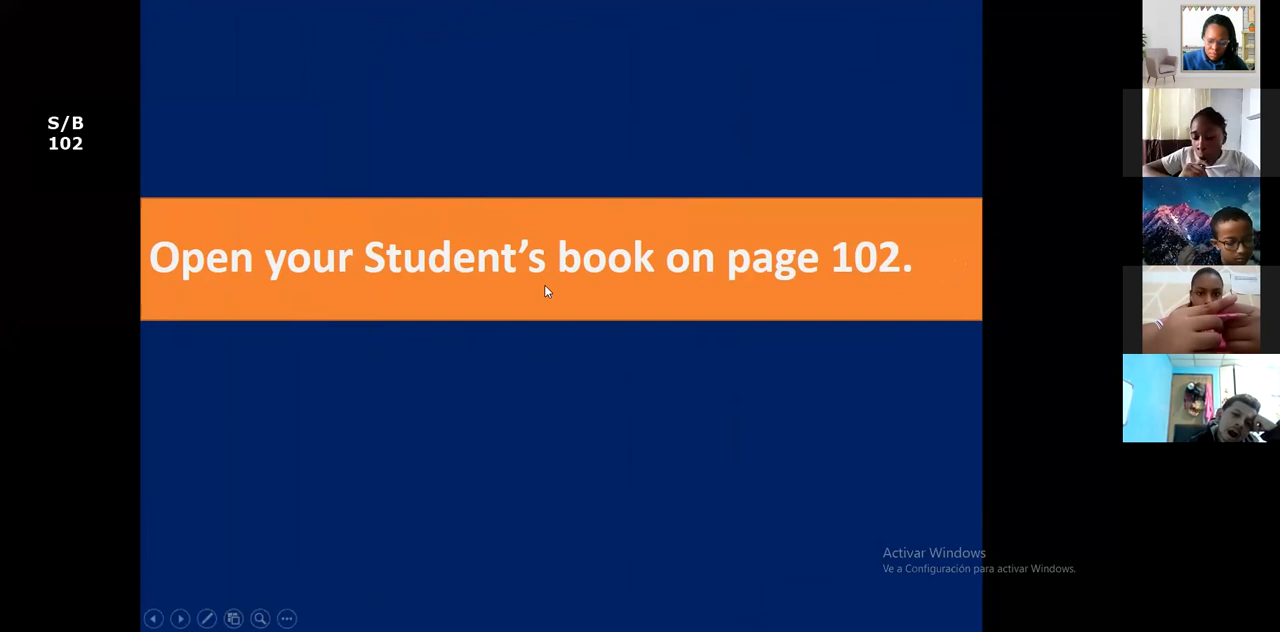 S/B
102
Open your Student’s book on page 102.
Activar Windows
Ve a Configuración para activar Windows.